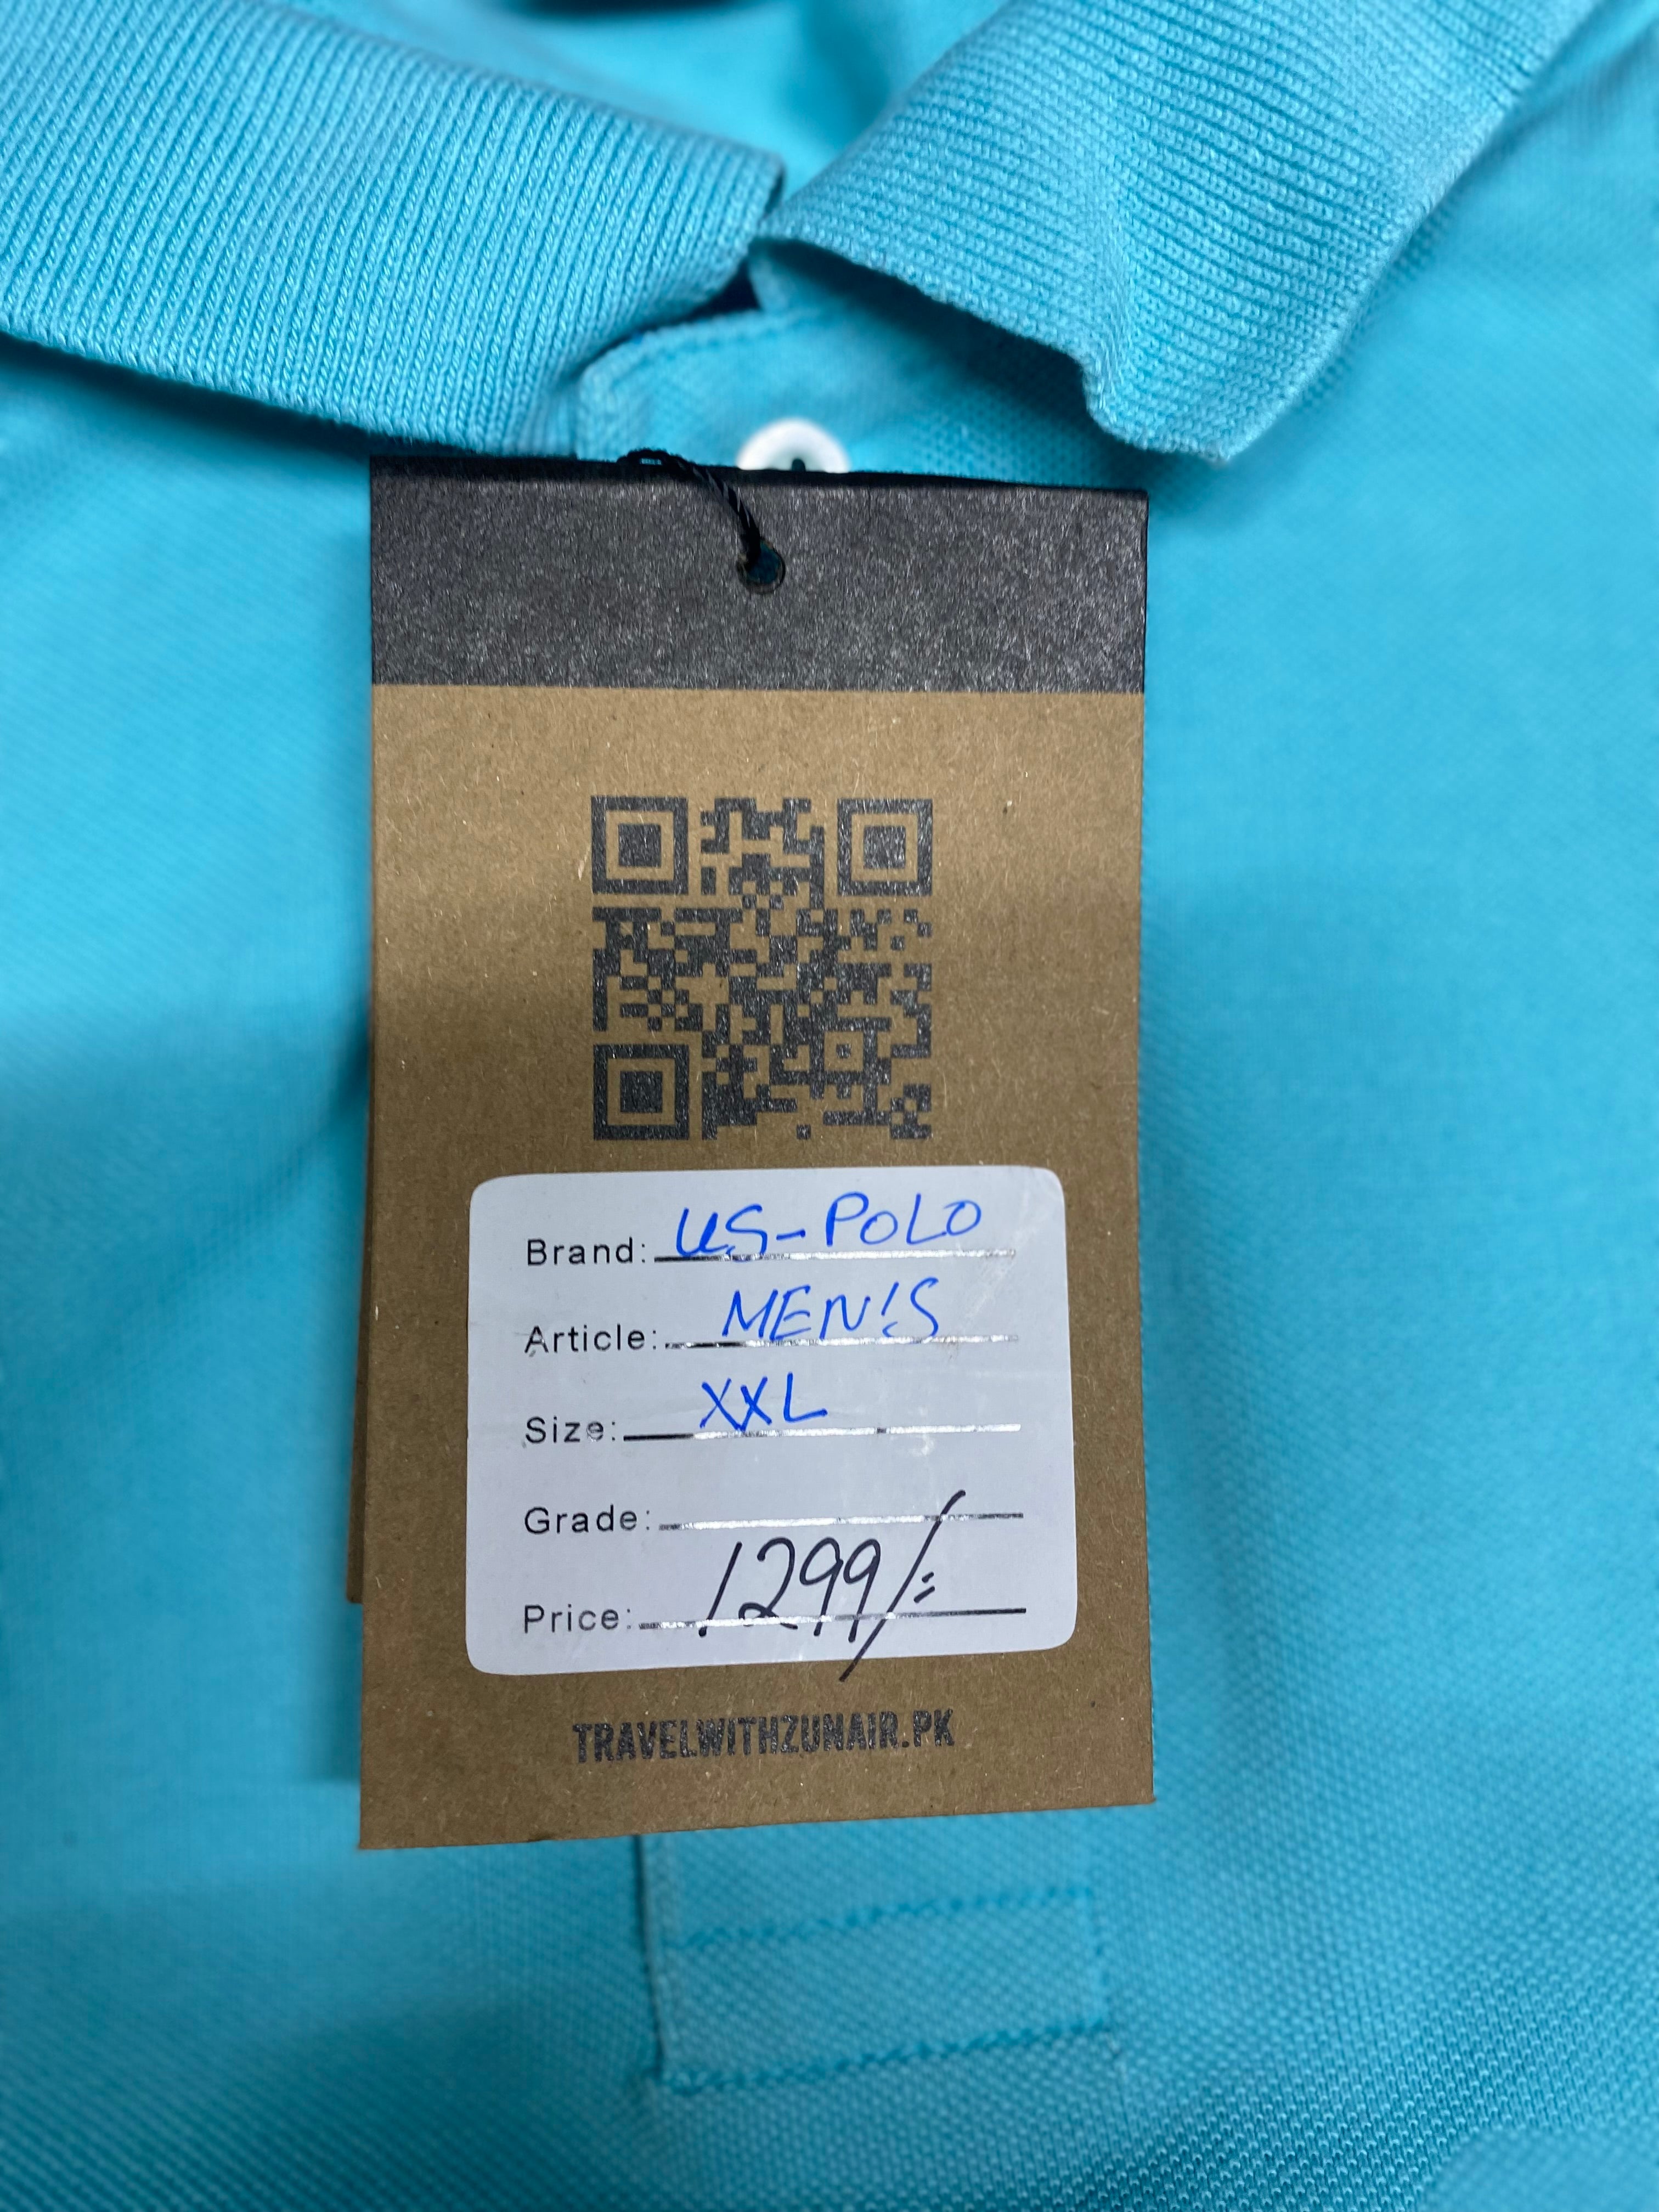 Brand: US-POLO
Article: MEN'S
Size: XXL
Grade:
Price: 1299/=
TRAVELWITHZUNAIR.PK